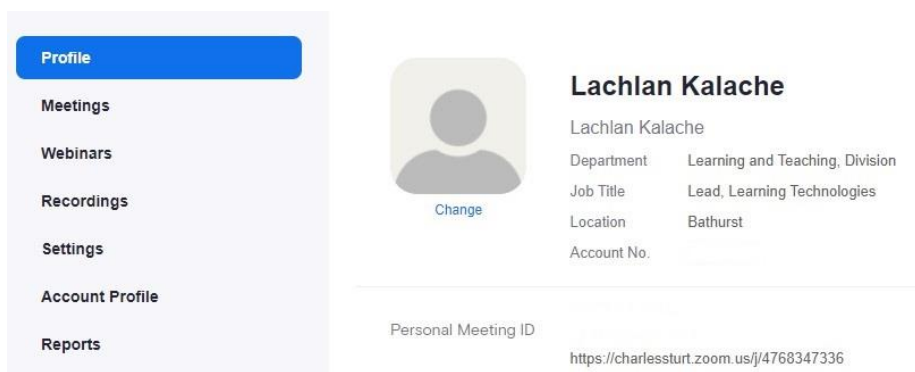 Profile
Meetings
Webinars
Recordings
Settings
Account Profile
Reports
Change
Lachlan Kalache
Lachlan Kalache
Department Learning and Teaching, Division
Job Title Lead, Learning Technologies
Location Bathurst
Account No.
Personal Meeting ID
https://charlessturt.zoom.us/j/4768347336